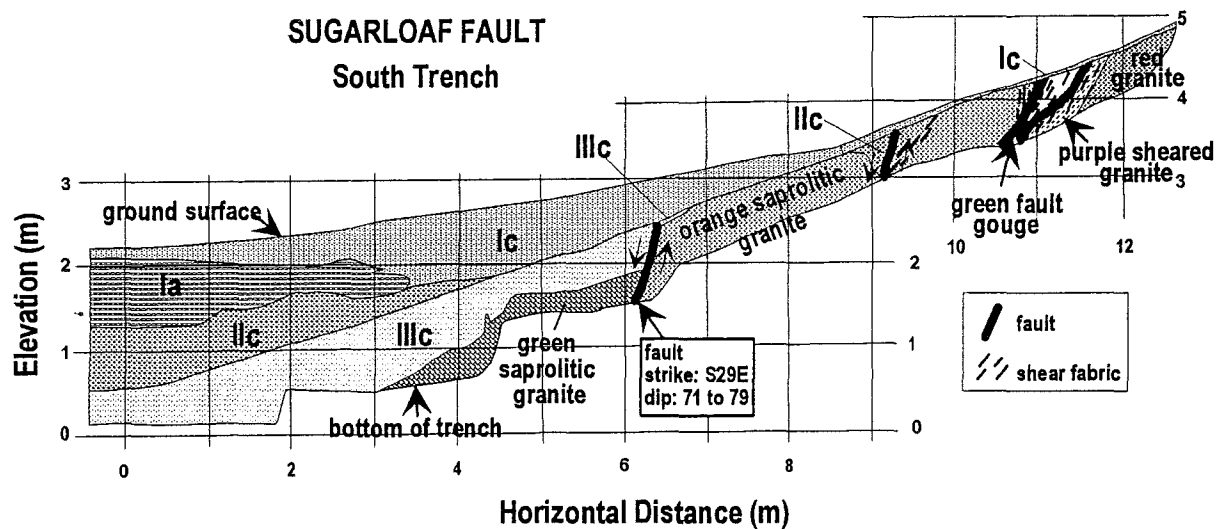 SUGARLOAF FAULT
South Trench
5
Ic
red
granite
4
IIc
purple sheared
granite
3
IIIc
green fault
gouge
3
ground surface
orange saprolitic
granite
10
12
Ic
2
2
Ia
fault
shear fabric
IIc
IIIc
1
green
saprolitic
granite
fault
strike: S29E
dip: 71 to 79
1
bottom of trench
0
0
Elevation (m)
0
2
4
6
8
Horizontal Distance (m)